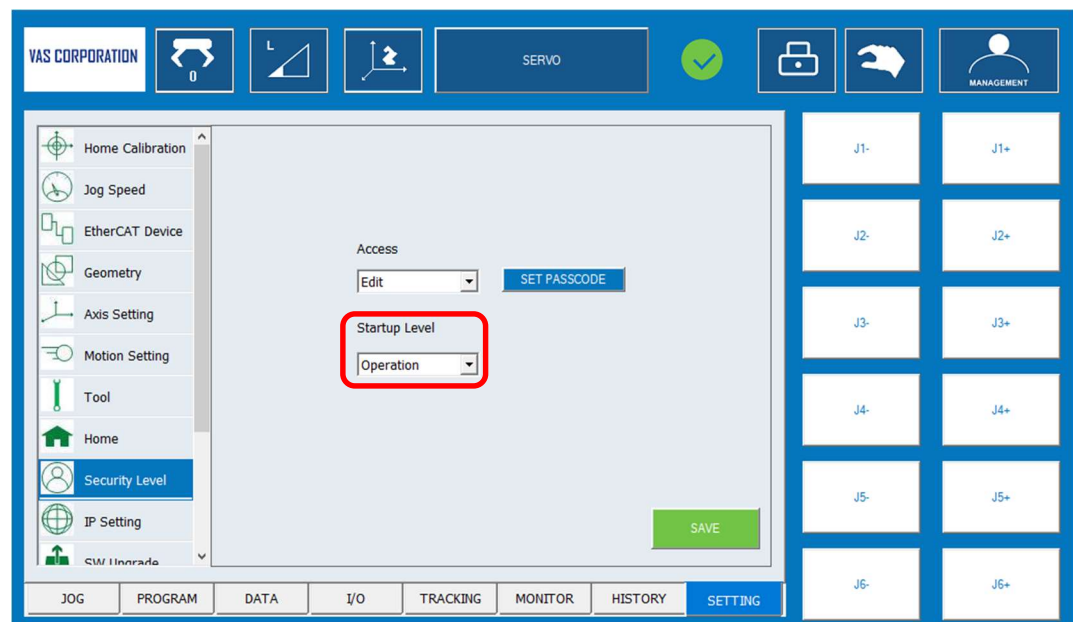 VAS CORPORATION
0
L
SERVO
MANAGEMENT
Home Calibration
Jog Speed
EtherCAT Device
Geometry
Axis Setting
Motion Setting
Tool
Home
Security Level
IP Setting
SW Upgrade
Access
Edit
SET PASSCODE
Startup Level
Operation
SAVE
J1-
J1+
J2-
J2+
J3-
J3+
J4-
J4+
J5-
J5+
J6-
J6+
JOG
PROGRAM
DATA
I/O
TRACKING
MONITOR
HISTORY
SETTING